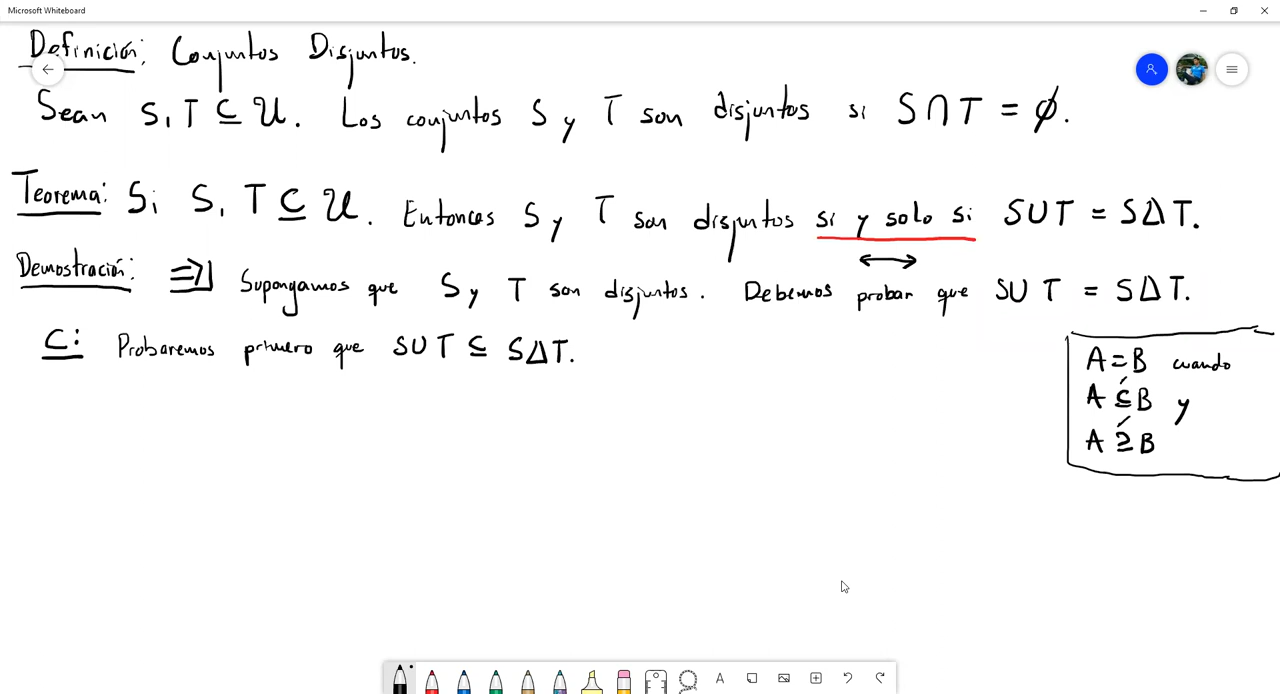 Microsoft Whiteboard
Definición: Conjuntos Disjuntos.
Sean S, T ⊆ U. Los conjuntos S y T son disjuntos si S∩T = ∅.
Teorema: Si S, T ⊆ U. Entonces S y T son disjuntos si y solo si S∪T = S∆T.
Demostración: ⇒| Supongamos que S y T son disjuntos. Debemos probar que S∪T = S∆T.
⊂: Probaremos primero que S∪T ⊆ S∆T.
A = B cuando
A ⊆ B y
A ⊇ B
A